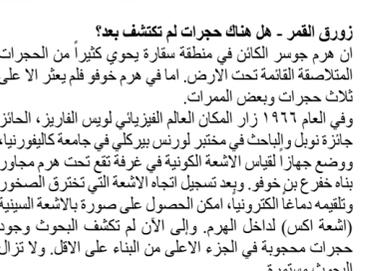 زورق القمر - هل هناك حجرات لم تكتشف بعد؟
ان هرم جوسر الكائن في منطقة سقارة يحوي كثيراً من الحجرات
المتلاصقة القائمة تحت الارض. اما في هرم خوفو فلم يعثر الا على
ثلاث حجرات وبعض الممرات.
وفي العام ١٩٦٦ زار المكان العالم الفيزيائي لويس الفاريز، الحائز
جائزة نوبل والباحث في مختبر لورنس بيركلي في جامعة كاليفورنيا،
ووضع جهازاً لقياس الاشعة الكونية في غرفة تقع تحت هرم مجاور
بناه خفرع بن خوفو. وبعد تسجيل اتجاه الاشعة التي تخترق الصخور
وتلقيمه دماغاً الكترونيا، امكن الحصول على صورة بالاشعة السينية
(اشعة اكس) لداخل الهرم. وإلى الآن لم تكشف البحوث وجود
حجرات محجوبة في الجزء الاعلى من البناء على الاقل. ولا تزال
البحوث مستمرة.